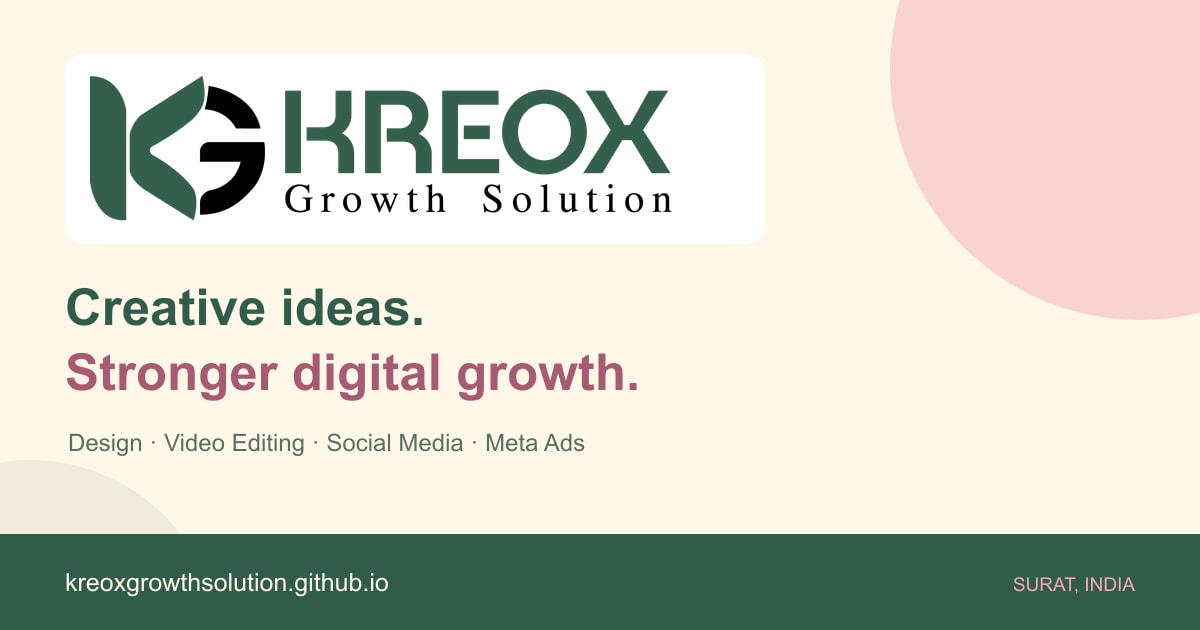 KG KREOX
Growth Solution
Creative ideas.
Stronger digital growth.
Design · Video Editing · Social Media · Meta Ads
kreoxgrowthsolution.github.io
SURAT, INDIA